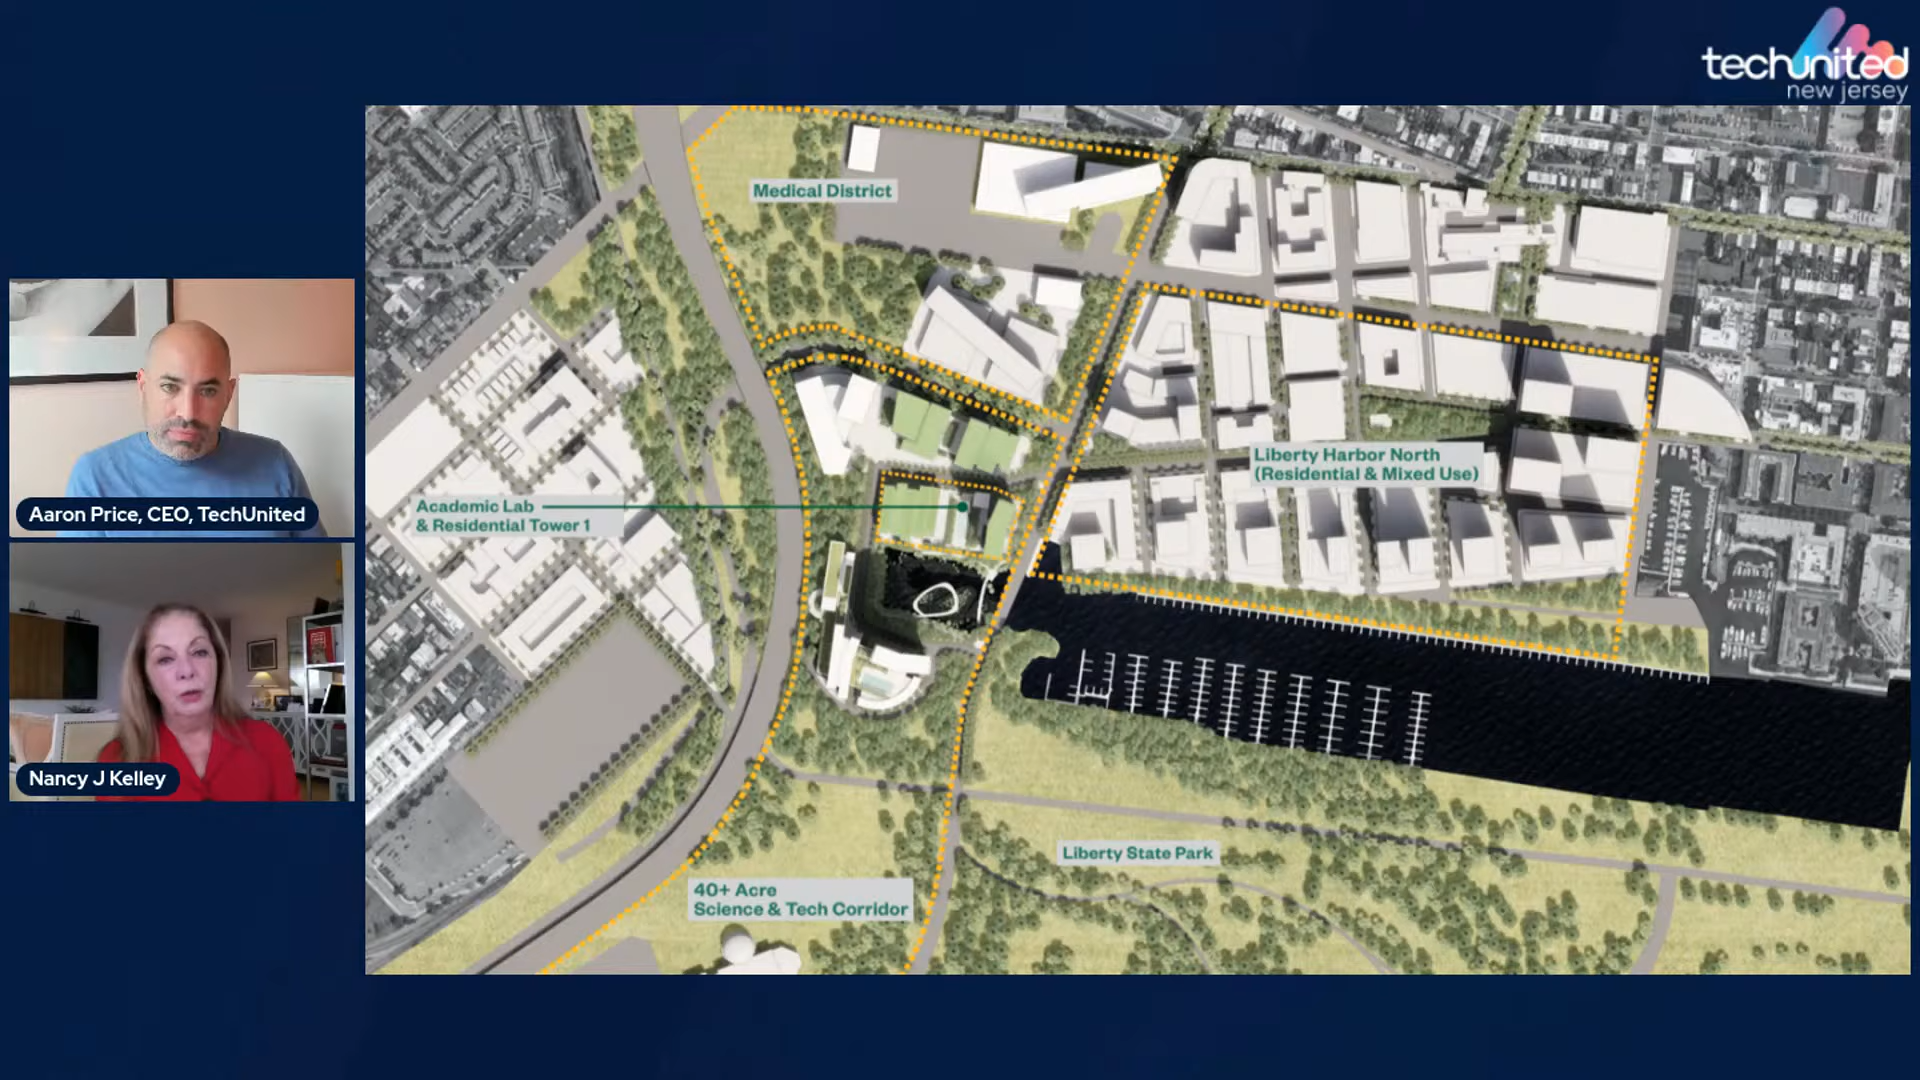 techunited
new jersey
Medical District
Liberty Harbor North
(Residential & Mixed Use)
Academic Lab
& Residential Tower 1
Aaron Price, CEO, TechUnited
Nancy J Kelley
Liberty State Park
40+ Acre
Science & Tech Corridor